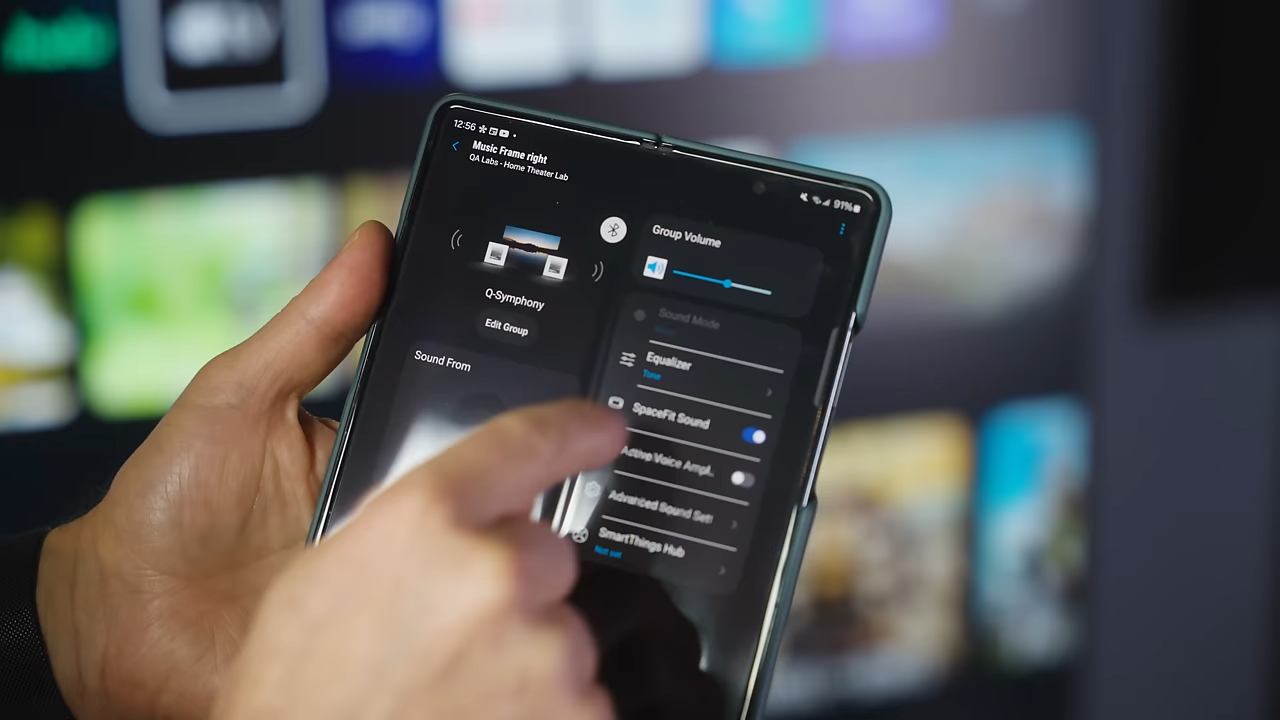 12:56
91%
Music Frame right
QA Labs - Home Theater Lab
Group Volume
Q-Symphony
Edit Group
Sound Mode
Sound From
Equalizer
Tone
SpaceFit Sound
Active Voice Ampl..
Advanced Sound Sett
SmartThings Hub
Not set